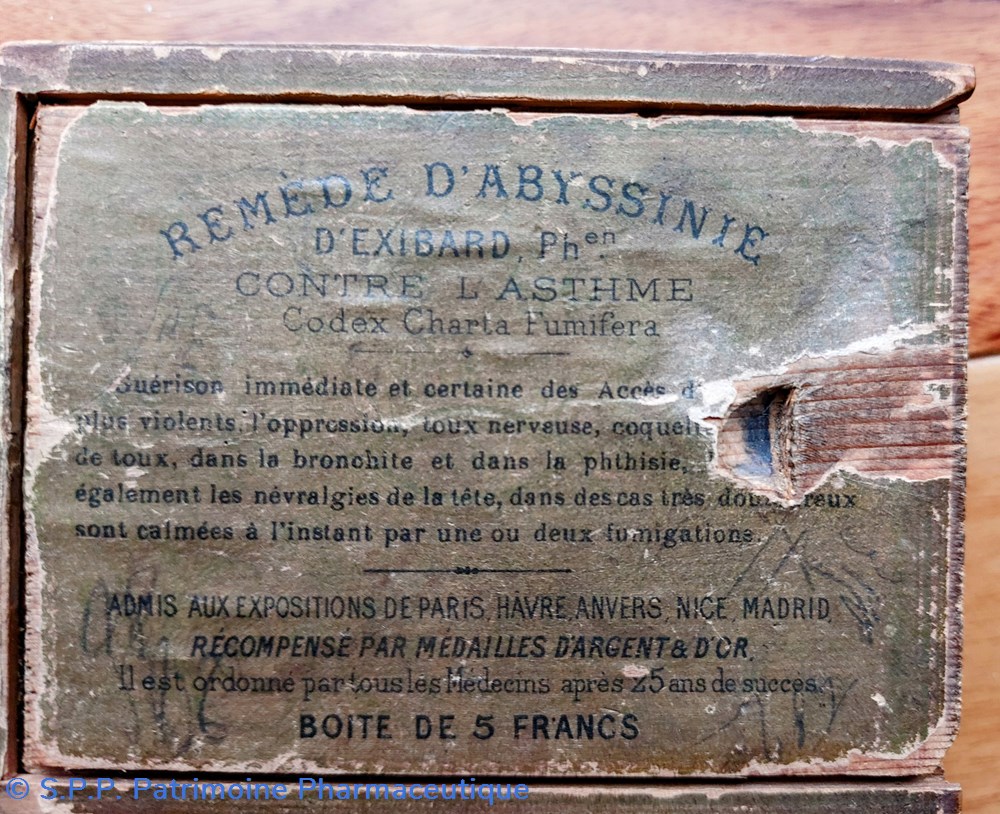 REMÈDE D'ABYSSINIE
D'EXIBARD, Phen.
CONTRE L'ASTHME
Codex Charta Fumifera
Guérison immédiate et certaine des Accès
plus violents, l'oppression, toux nerveuse,
de toux, dans la bronchite et dans la phthisie,
également les névralgies de la tête, dans des cas très
sont calmées à l'instant par une ou deux fumigations.
ADMIS AUX EXPOSITIONS DE PARIS, HAVRE, ANVERS, NICE, MADRID,
RÉCOMPENSÉ PAR MÉDAILLES D'ARGENT & D'OR,
Il est ordonné par tous les Médecins après 25 ans de succès.
BOITE DE 5 FRANCS
© S.P.P. Patrimoine Pharmaceutique